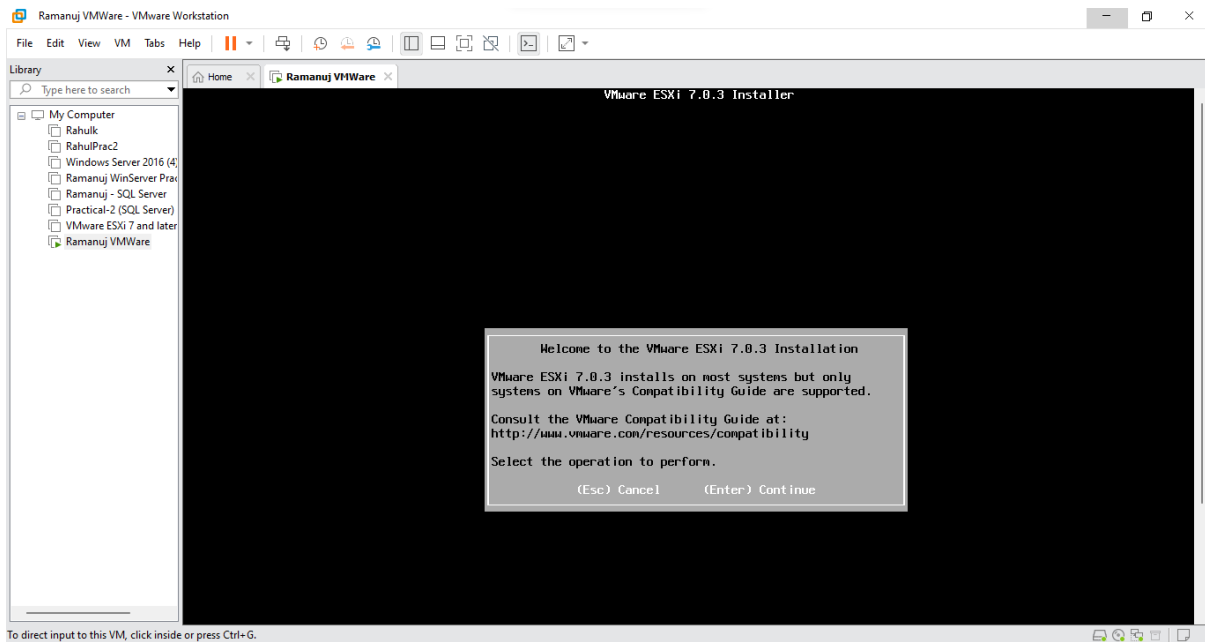 Ramanuj VMWare - VMware Workstation
File Edit View VM Tabs Help
Library
Type here to search
My Computer
Rahulk
RahulPrac2
Windows Server 2016 (4)
Ramanuj WinServer Prac
Ramanuj - SQL Server
Practical-2 (SQL Server)
VMware ESXi 7 and later
Ramanuj VMWare
Home
Ramanuj VMWare
VMware ESXi 7.0.3 Installer
Welcome to the VMware ESXi 7.0.3 Installation
VMware ESXi 7.0.3 installs on most systems but only
systems on VMware's Compatibility Guide are supported.
Consult the VMware Compatibility Guide at:
http://www.vmware.com/resources/compatibility
Select the operation to perform.
(Esc) Cancel (Enter) Continue
To direct input to this VM, click inside or press Ctrl+G.